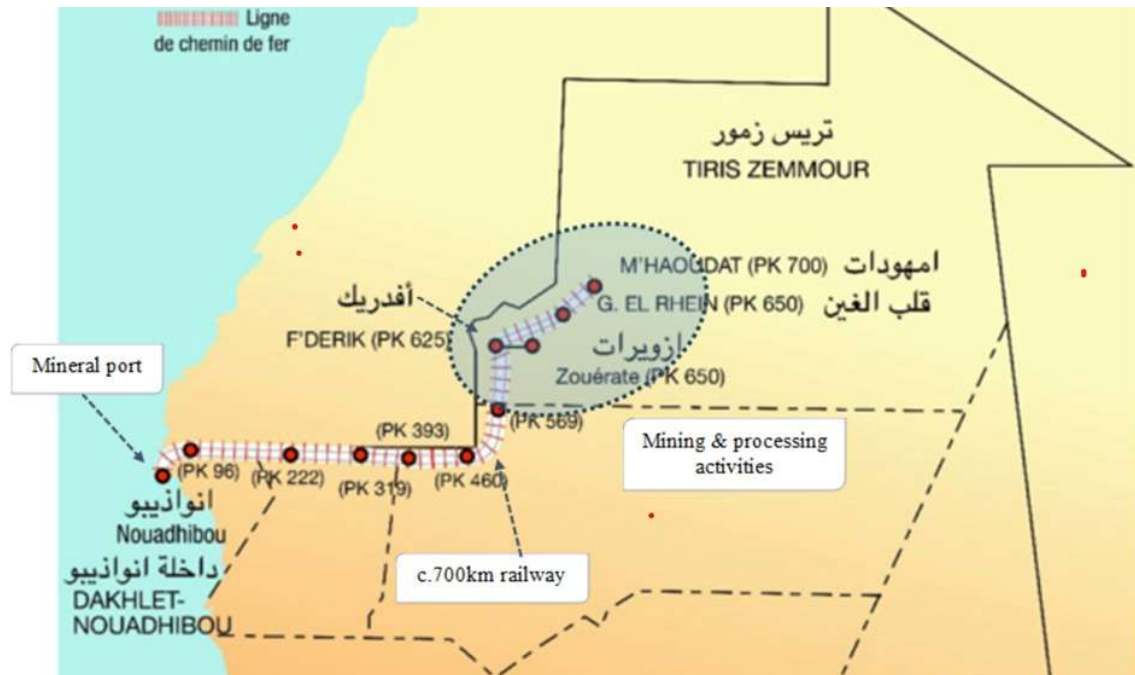 Ligne
de chemin de fer
تريس زمور
TIRIS ZEMMOUR
M'HAOUDAT (PK 700) امهودات
G. EL RHEIN (PK 650) قلب الغين
أفدريك
F'DERIK (PK 625)
ازويرات
Zouérate (PK 650)
Mineral port
(PK 569)
Mining & processing
activities
(PK 393)
(PK 96)
(PK 222)
(PK 319)
(PK 460)
انواذيبو
Nouadhibou
داخلة انواذيبو
DAKHLET-
NOUADHIBOU
c.700km railway